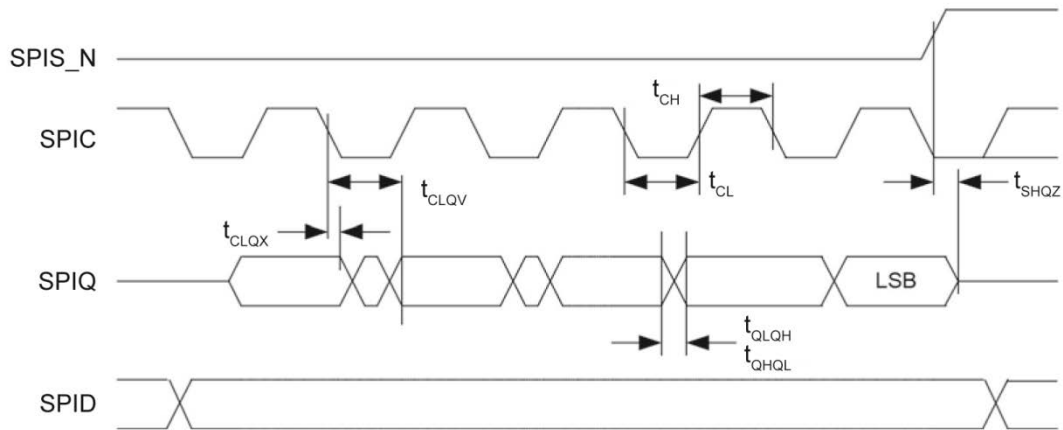 SPIS_N
SPIC
t_CH
t_CL
t_SHQZ
t_CLQV
t_CLQX
SPIQ
LSB
t_QLQH
t_QHQL
SPID